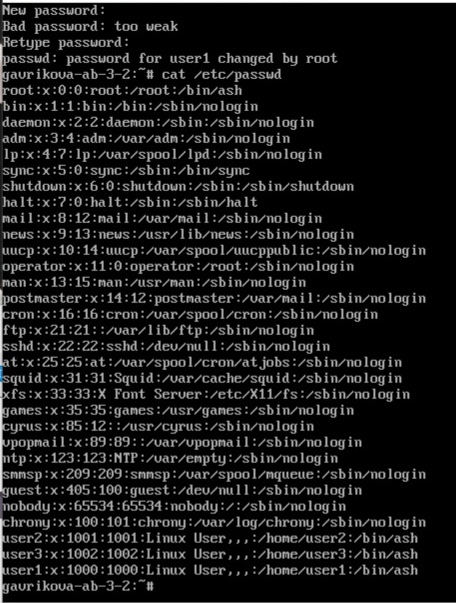 New password:
Bad password: too weak
Retype password:
passwd: password for user1 changed by root
gavrikova-ab-3-2:~# cat /etc/passwd
root:x:0:0:root:/root:/bin/ash
bin:x:1:1:bin:/bin:/sbin/nologin
daemon:x:2:2:daemon:/sbin:/sbin/nologin
adm:x:3:4:adm:/var/adm:/sbin/nologin
lp:x:4:7:lp:/var/spool/lpd:/sbin/nologin
sync:x:5:0:sync:/sbin:/bin/sync
shutdown:x:6:0:shutdown:/sbin:/sbin/shutdown
halt:x:7:0:halt:/sbin:/sbin/halt
mail:x:8:12:mail:/var/mail:/sbin/nologin
news:x:9:13:news:/usr/lib/news:/sbin/nologin
uucp:x:10:14:uucp:/var/spool/uucppublic:/sbin/nologin
operator:x:11:0:operator:/root:/sbin/nologin
man:x:13:15:man:/usr/man:/sbin/nologin
postmaster:x:14:12:postmaster:/var/mail:/sbin/nologin
cron:x:16:16:cron:/var/spool/cron:/sbin/nologin
ftp:x:21:21::/var/lib/ftp:/sbin/nologin
sshd:x:22:22:sshd:/dev/null:/sbin/nologin
at:x:25:25:at:/var/spool/cron/atjobs:/sbin/nologin
squid:x:31:31:Squid:/var/cache/squid:/sbin/nologin
xfs:x:33:33:X Font Server:/etc/X11/fs:/sbin/nologin
games:x:35:35:games:/usr/games:/sbin/nologin
cyrus:x:85:12::/usr/cyrus:/sbin/nologin
vpopmail:x:89:89::/var/vpopmail:/sbin/nologin
ntp:x:123:123:NTP:/var/empty:/sbin/nologin
smmsp:x:209:209:smmsp:/var/spool/mqueue:/sbin/nologin
guest:x:405:100:guest:/dev/null:/sbin/nologin
nobody:x:65534:65534:nobody:/:/sbin/nologin
chrony:x:100:101:chrony:/var/log/chrony:/sbin/nologin
user2:x:1001:1001:Linux User,,,:/home/user2:/bin/ash
user3:x:1002:1002:Linux User,,,:/home/user3:/bin/ash
user1:x:1000:1000:Linux User,,,:/home/user1:/bin/ash
gavrikova-ab-3-2:~#